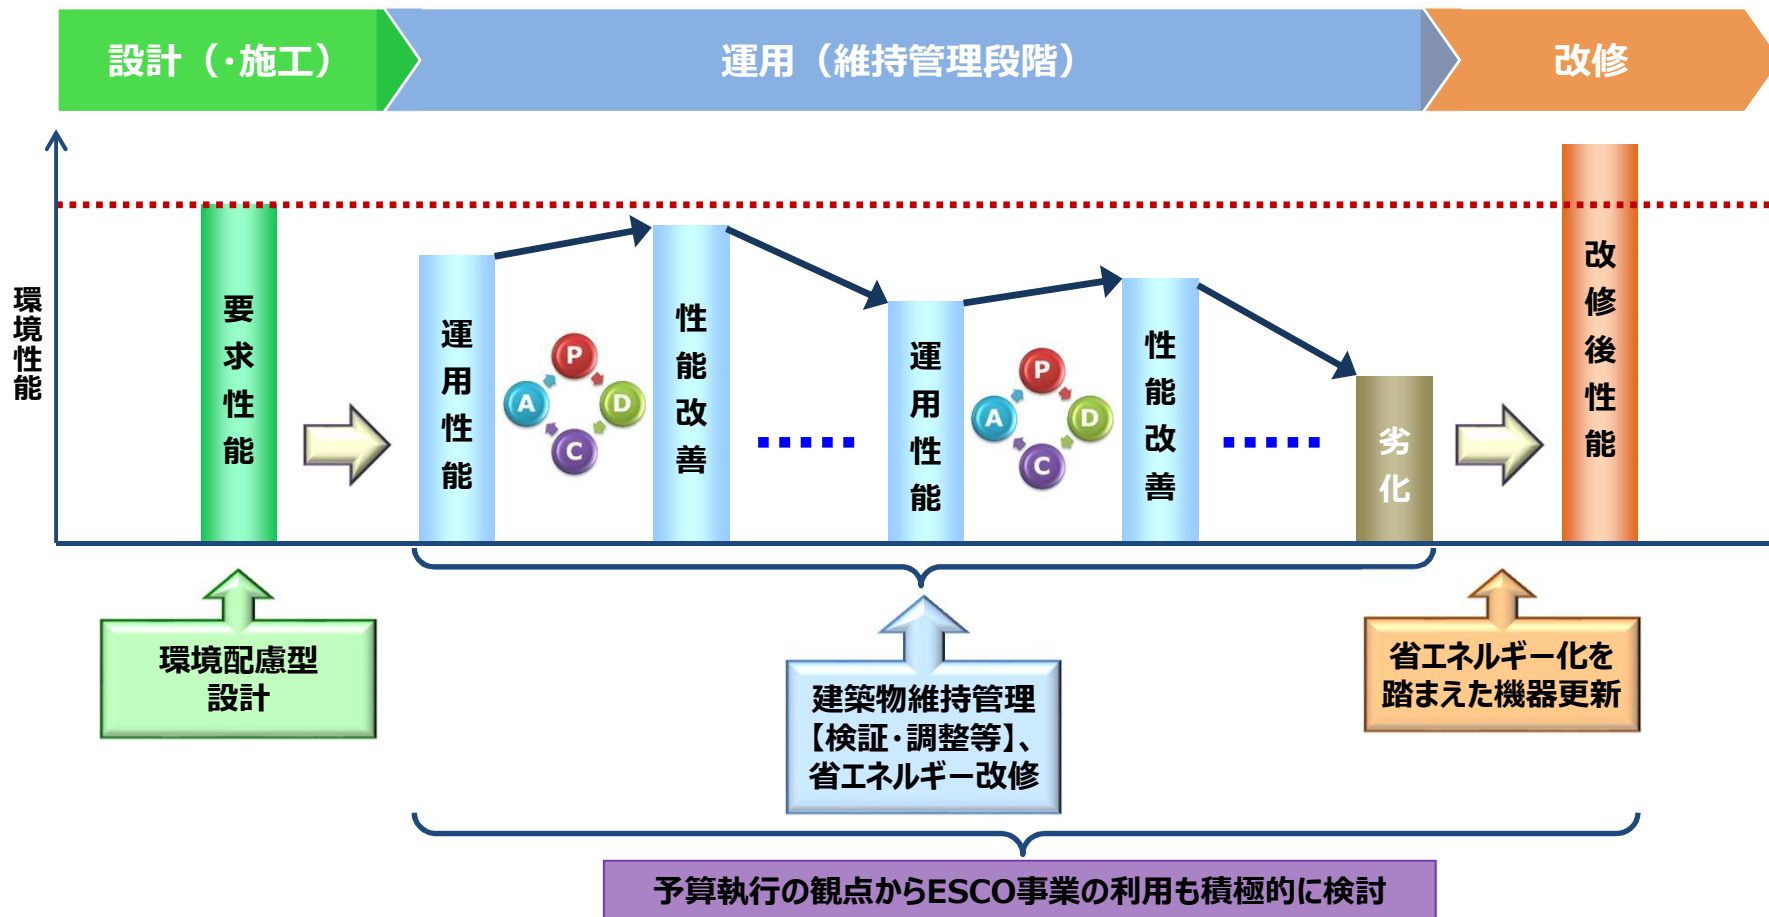 設計（・施工）
運用（維持管理段階）
改修
環境性能
要求性能
運用性能
P
D
C
A
性能改善
運用性能
P
D
C
A
性能改善
劣化
改修後性能
環境配慮型
設計
建築物維持管理
【検証・調整等】、
省エネルギー改修
省エネルギー化を
踏まえた機器更新
予算執行の観点からESCO事業の利用も積極的に検討